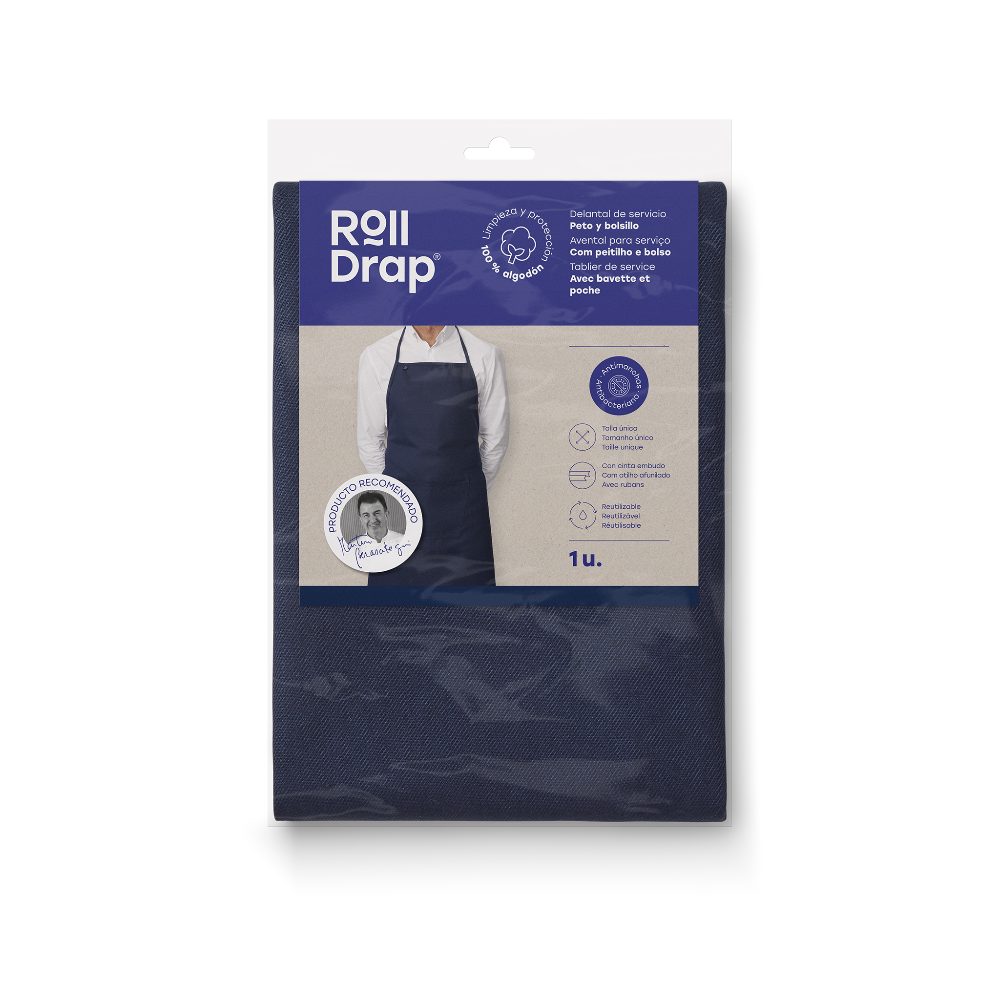 Roll
Drap®
Limpieza y protección
100% algodón
Delantal de servicio
Peto y bolsillo
Avental para serviço
Com peitilho e bolso
Tablier de service
Avec bavette et
poche
· Antimanchas ·
Antibacteriano
Talla única
Tamanho único
Taille unique
Con cinta embudo
Com atilho afunilado
Avec rubans
Reutilizable
Reutilizável
Réutilisable
1 u.
PRODUCTO RECOMENDADO
Martin
Berasategui